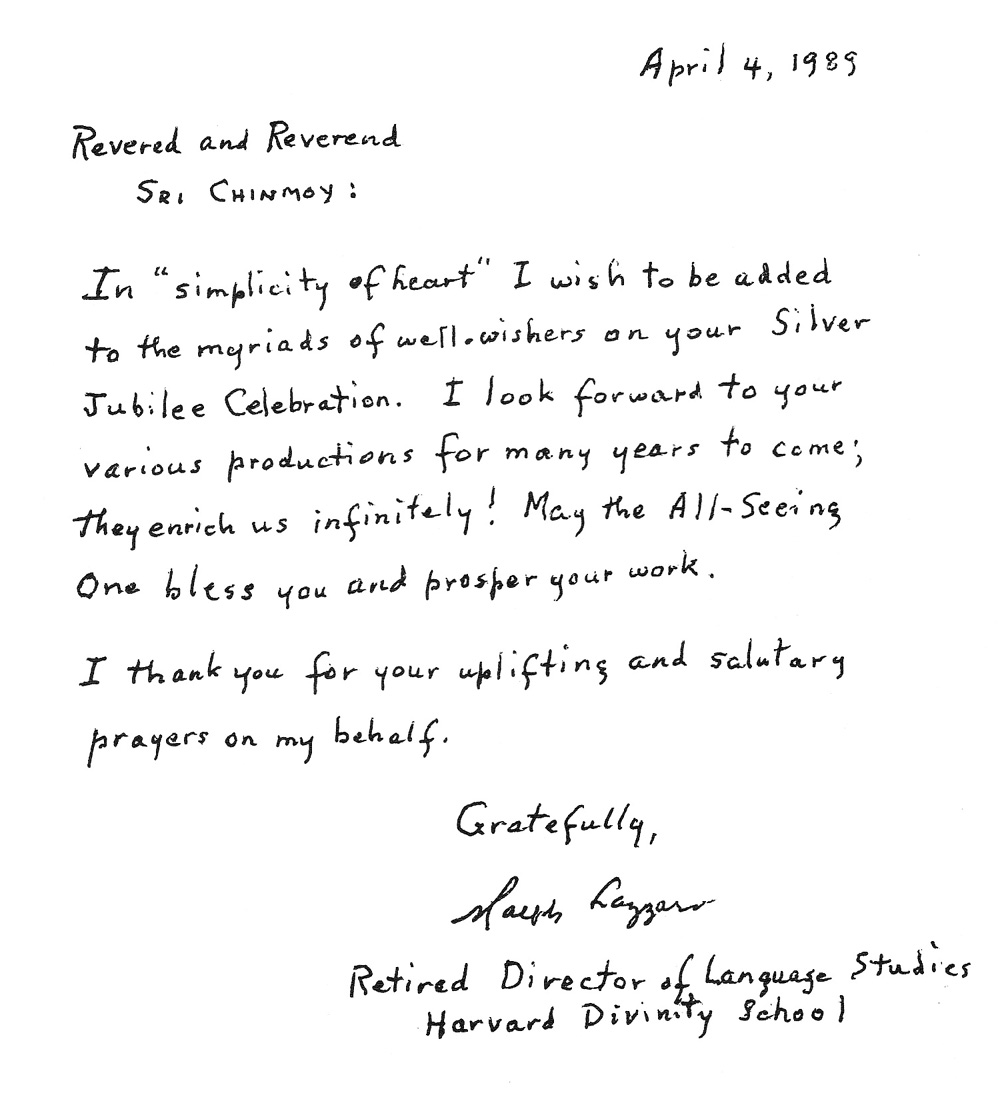 April 4, 1989
Revered and Reverend
SRI CHINMOY:
In "simplicity of heart" I wish to be added
to the myriads of well-wishers on your Silver
Jubilee Celebration. I look forward to your
various productions for many years to come;
they enrich us infinitely! May the All-Seeing
One bless you and prosper your work.
I thank you for your uplifting and salutary
prayers on my behalf.
Gratefully,
Ralph Lazzaro
Retired Director of Language Studies
Harvard Divinity School